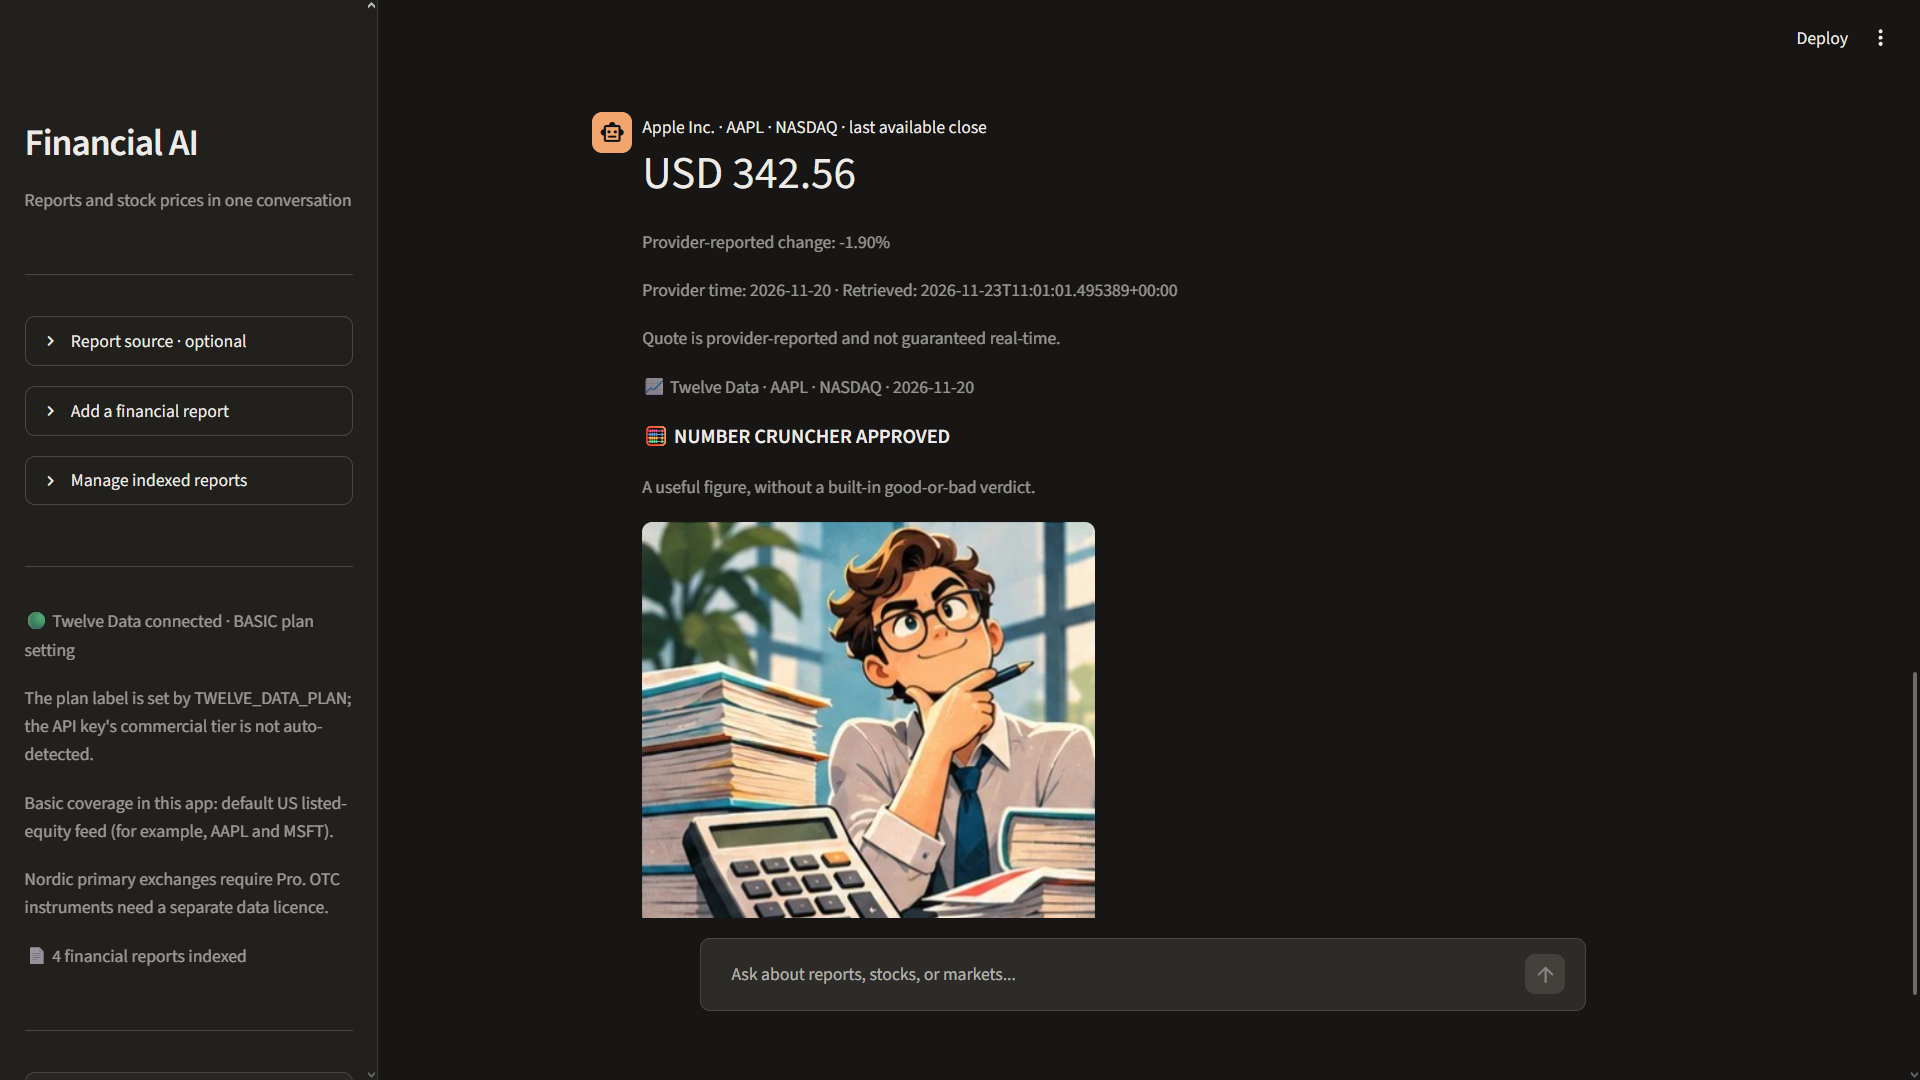 Deploy
Financial AI
Reports and stock prices in one conversation
Report source · optional
Add a financial report
Manage indexed reports
Twelve Data connected · BASIC plan
setting
The plan label is set by TWELVE_DATA_PLAN;
the API key's commercial tier is not auto-
detected.
Basic coverage in this app: default US listed-
equity feed (for example, AAPL and MSFT).
Nordic primary exchanges require Pro. OTC
instruments need a separate data licence.
4 financial reports indexed
Apple Inc. · AAPL · NASDAQ · last available close
USD 342.56
Provider-reported change: -1.90%
Provider time: 2026-11-20 · Retrieved: 2026-11-23T11:01:01.495389+00:00
Quote is provider-reported and not guaranteed real-time.
Twelve Data · AAPL · NASDAQ · 2026-11-20
NUMBER CRUNCHER APPROVED
A useful figure, without a built-in good-or-bad verdict.
Ask about reports, stocks, or markets...